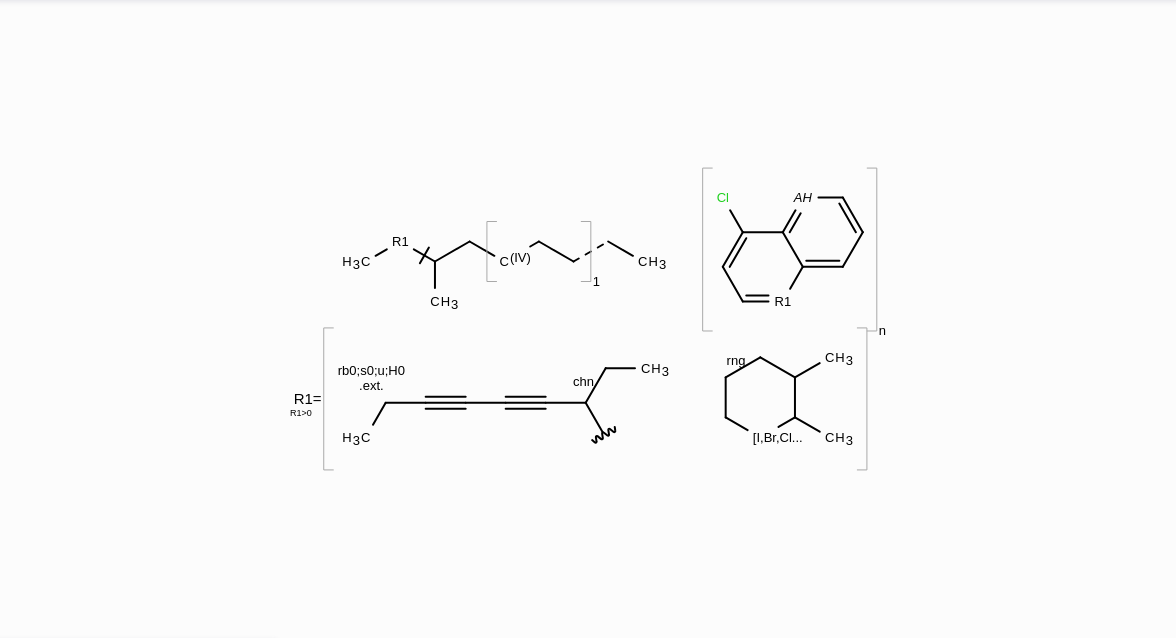 Cl
AH
R1
H3C
C(IV)
CH3
1
CH3
R1
n
rb0;s0;u;H0
.ext.
R1=
R1>0
H3C
chn
CH3
rng
CH3
[I,Br,Cl...
CH3